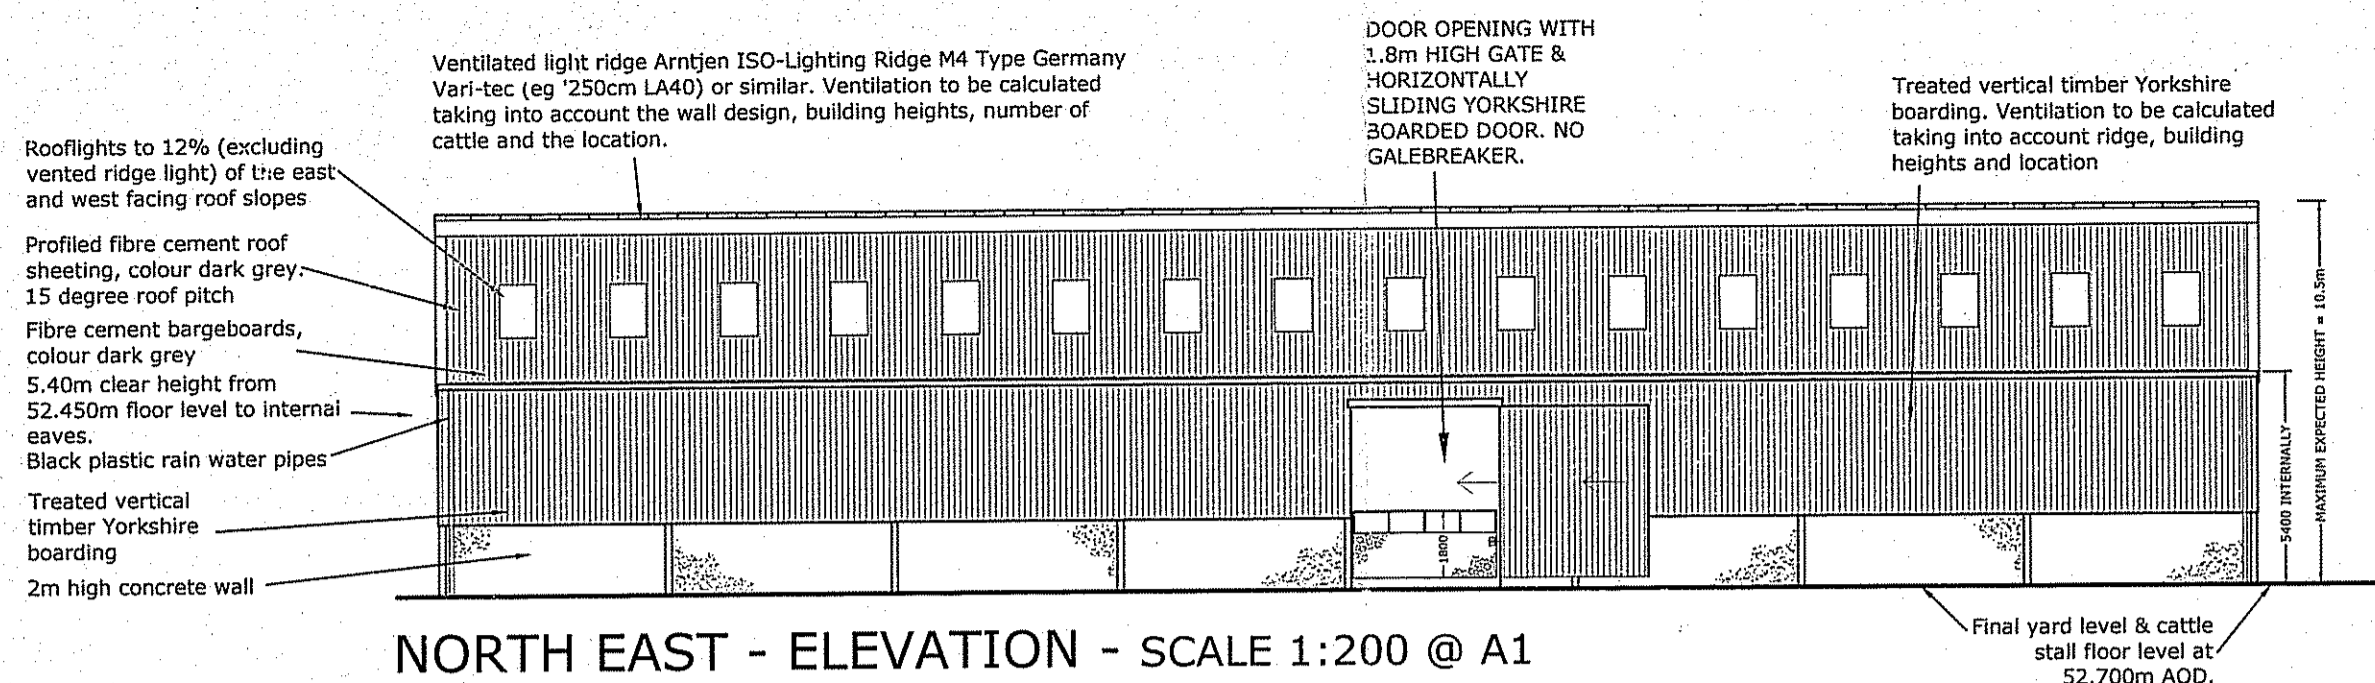 Ventilated light ridge Arntjen ISO-Lighting Ridge M4 Type Germany
Vari-tec (eg '250cm LA40) or similar. Ventilation to be calculated
taking into account the wall design, building heights, number of
cattle and the location.
DOOR OPENING WITH
1.8m HIGH GATE &
HORIZONTALLY
SLIDING YORKSHIRE
BOARDED DOOR. NO
GALEBREAKER.
Treated vertical timber Yorkshire
boarding. Ventilation to be calculated
taking into account ridge, building
heights and location
Rooflights to 12% (excluding
vented ridge light) of the east
and west facing roof slopes
Profiled fibre cement roof
sheeting, colour dark grey.
15 degree roof pitch
Fibre cement bargeboards,
colour dark grey
5.40m clear height from
52.450m floor level to internal
eaves.
Black plastic rain water pipes
Treated vertical
timber Yorkshire
boarding
2m high concrete wall
1800
5400 INTERNALLY
MAXIMUM EXPECTED HEIGHT = 10.5m
Final yard level & cattle
stall floor level at
52.700m AOD.
NORTH EAST - ELEVATION - SCALE 1:200 @ A1